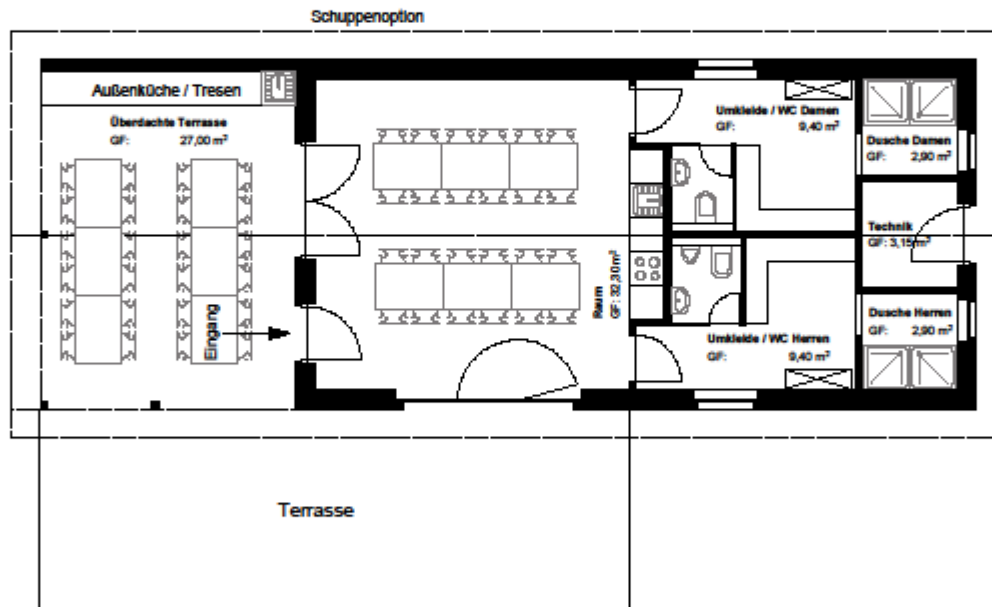 Schuppenoption
Außenküche / Tresen
Überdachte Terrasse
GF: 27,00 m²
Umkleide / WC Damen
GF: 9,40 m²
Dusche Damen
GF: 2,90 m²
Technik
GF: 3,15 m²
Raum
GF: 32,30 m²
Eingang
Dusche Herren
GF: 2,90 m²
Umkleide / WC Herren
GF: 9,40 m²
Terrasse